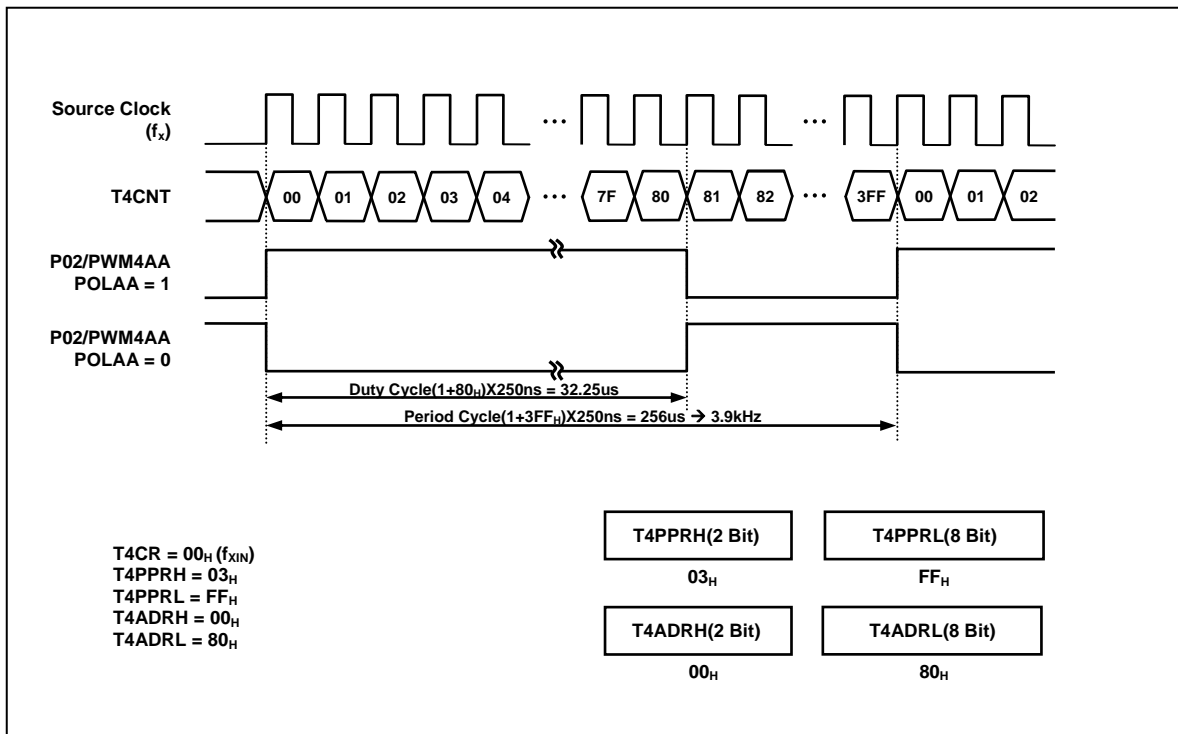 Source Clock
(fx)
T4CNT
00 01 02 03 04 ... 7F 80 81 82 ... 3FF 00 01 02
P02/PWM4AA
POLAA = 1
P02/PWM4AA
POLAA = 0
Duty Cycle(1+80H)X250ns = 32.25us
Period Cycle(1+3FFH)X250ns = 256us → 3.9kHz
T4CR = 00H (fXIN)
T4PPRH = 03H
T4PPRL = FFH
T4ADRH = 00H
T4ADRL = 80H
T4PPRH(2 Bit) T4PPRL(8 Bit)
03H FFH
T4ADRH(2 Bit) T4ADRL(8 Bit)
00H 80H